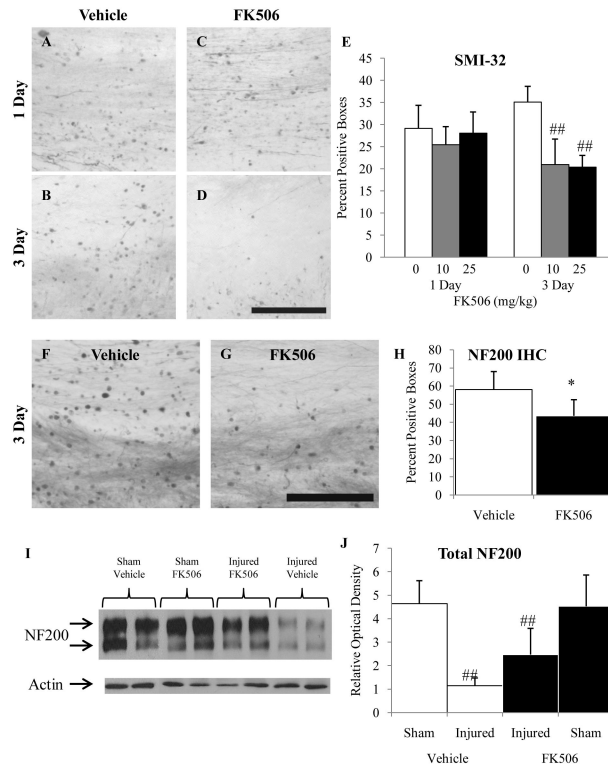 Vehicle FK506
A C
1 Day
B D
3 Day
E
SMI-32
Percent Positive Boxes
45
40
35
30
25
20
15
10
5
0
## ##
0 10 25 0 10 25
1 Day 3 Day
FK506 (mg/kg)
F Vehicle G FK506
3 Day
H NF200 IHC
Percent Positive Boxes
80
70
60
50
40
30
20
10
0
*
Vehicle FK506
I
Sham Vehicle
Sham FK506
Injured FK506
Injured Vehicle
NF200
Actin
J
Total NF200
Relative Optical Density
7
6
5
4
3
2
1
0
## ##
Sham Injured Injured Sham
Vehicle FK506